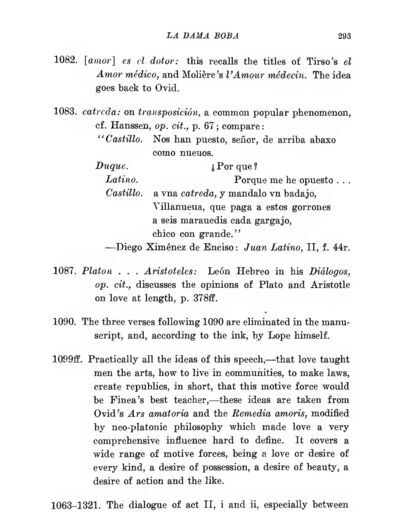 LA DAMA BOBA 293
1082. [amor] es el dotor: this recalls the titles of Tirso's el
Amor médico, and Molière's l'Amour médecin. The idea
goes back to Ovid.
1083. catreda: on transposición, a common popular phenomenon,
cf. Hanssen, op. cit., p. 67; compare:
"Castillo. Nos han puesto, señor, de arriba abaxo
como nueuos.
Duque. ¿Por que?
Latino. Porque me he opuesto . . .
Castillo. a vna catreda, y mandalo vn badajo,
Villanueua, que paga a estos gorrones
a seis marauedis cada gargajo,
chico con grande."
—Diego Ximénez de Enciso: Juan Latino, II, f. 44r.
1087. Platon . . . Aristoteles: León Hebreo in his Diálogos,
op. cit., discusses the opinions of Plato and Aristotle
on love at length, p. 378ff.
1090. The three verses following 1090 are eliminated in the manu-
script, and, according to the ink, by Lope himself.
1099ff. Practically all the ideas of this speech,—that love taught
men the arts, how to live in communities, to make laws,
create republics, in short, that this motive force would
be Finea's best teacher,—these ideas are taken from
Ovid's Ars amatoria and the Remedia amoris, modified
by neo-platonic philosophy which made love a very
comprehensive influence hard to define. It covers a
wide range of motive forces, being a love or desire of
every kind, a desire of possession, a desire of beauty, a
desire of action and the like.
1063–1321. The dialogue of act II, i and ii, especially between